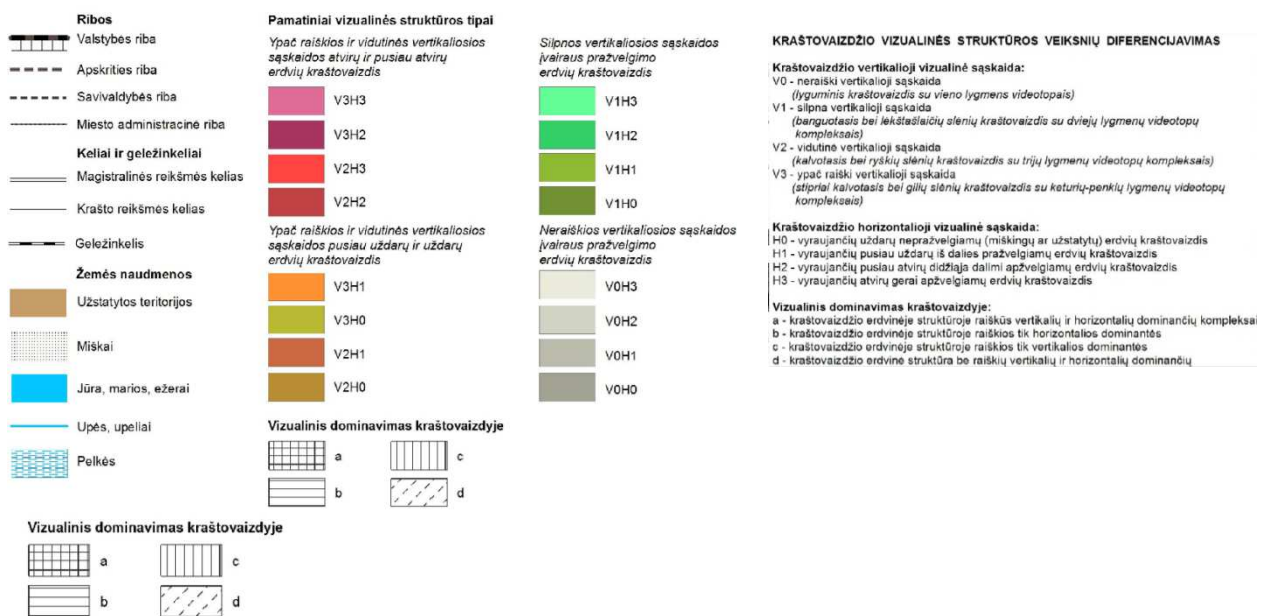 Ribos
Valstybės riba
Apskrities riba
Savivaldybės riba
Miesto administracinė riba
Keliai ir geležinkeliai
Magistralinės reikšmės kelias
Krašto reikšmės kelias
Geležinkelis
Žemės naudmenos
Užstatytos teritorijos
Miškai
Jūra, marios, ežerai
Upės, upeliai
Pelkės
Pamatiniai vizualinės struktūros tipai
Ypač raiškios ir vidutinės vertikaliosios
sąskaidos atvirų ir pusiau atvirų
erdvių kraštovaizdis
V3H3
V3H2
V2H3
V2H2
Ypač raiškios ir vidutinės vertikaliosios
sąskaidos pusiau uždarų ir uždarų
erdvių kraštovaizdis
V3H1
V3H0
V2H1
V2H0
Silpnos vertikaliosios sąskaidos
įvairaus pražvelgimo
erdvių kraštovaizdis
V1H3
V1H2
V1H1
V1H0
Neraiškios vertikaliosios sąskaidos
įvairaus pražvelgimo
erdvių kraštovaizdis
V0H3
V0H2
V0H1
V0H0
Vizualinis dominavimas kraštovaizdyje
a
c
b
d
Vizualinis dominavimas kraštovaizdyje
a
c
b
d
KRAŠTOVAIZDŽIO VIZUALINĖS STRUKTŪROS VEIKSNIŲ DIFERENCIJAVIMAS
Kraštovaizdžio vertikalioji vizualinė sąskaida:
V0 - neraiški vertikalioji sąskaida
(lyguminis kraštovaizdis su vieno lygmens videotopais)
V1 - silpna vertikalioji sąskaida
(banguotasis bei lėkštašlaičių slėnių kraštovaizdis su dviejų lygmenų videotopų
kompleksais)
V2 - vidutinė vertikalioji sąskaida
(kalvotasis bei ryškių slėnių kraštovaizdis su trijų lygmenų videotopų kompleksais)
V3 - ypač raiški vertikalioji sąskaida
(stipriai kalvotasis bei gilių slėnių kraštovaizdis su keturių-penkių lygmenų videotopų
kompleksais)
Kraštovaizdžio horizontalioji vizualinė sąskaida:
H0 - vyraujančių uždarų nepražvelgiamų (miškingų ar užstatytų) erdvių kraštovaizdis
H1 - vyraujančių pusiau uždarų iš dalies pražvelgiamų erdvių kraštovaizdis
H2 - vyraujančių pusiau atvirų didžiąja dalimi apžvelgiamų erdvių kraštovaizdis
H3 - vyraujančių atvirų gerai apžvelgiamų erdvių kraštovaizdis
Vizualinis dominavimas kraštovaizdyje:
a - kraštovaizdžio erdvinėje struktūroje raiškūs vertikalių ir horizontalių dominančių kompleksai
b - kraštovaizdžio erdvinėje struktūroje raiškios tik horizontalios dominantės
c - kraštovaizdžio erdvinėje struktūroje raiškios tik vertikalios dominantės
d - kraštovaizdžio erdvinė struktūra be raiškių vertikalių ir horizontalių dominančių